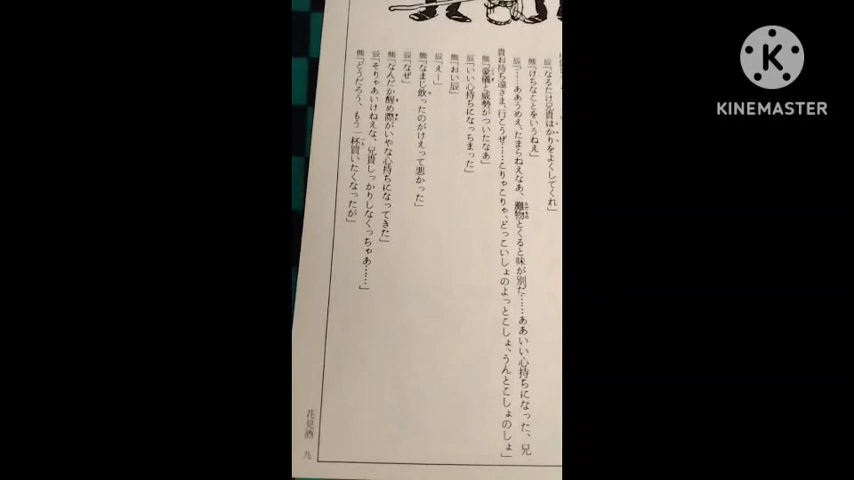 辰「なるたけ兄貴はかりをよくしてくれ」
熊「けちなことをいうねえ」
辰「……ああうめえ、たまらねえなあ、灘物とくると味が別だ……ああいい心持ちになった、兄
貴お待ち遠さま、行こうぜ……こりゃこりゃ、どっこいしょのよっとこしょ、うんとこしょのしょ」
熊「愛儀と威勢がついたなあ」
辰「いい心持ちになっちまった」
熊「おい辰」
辰「えー」
熊「なまじ飲ったのがけえって悪かった」
辰「なぜ」
熊「なんだか醒め際がいやな心持ちになってきた」
辰「そりゃあいけねえな、兄貴しっかりしなくっちゃあ……」
熊「どうだろう、もう一杯買いたくなったが」
花見酒 九
KINEMASTER